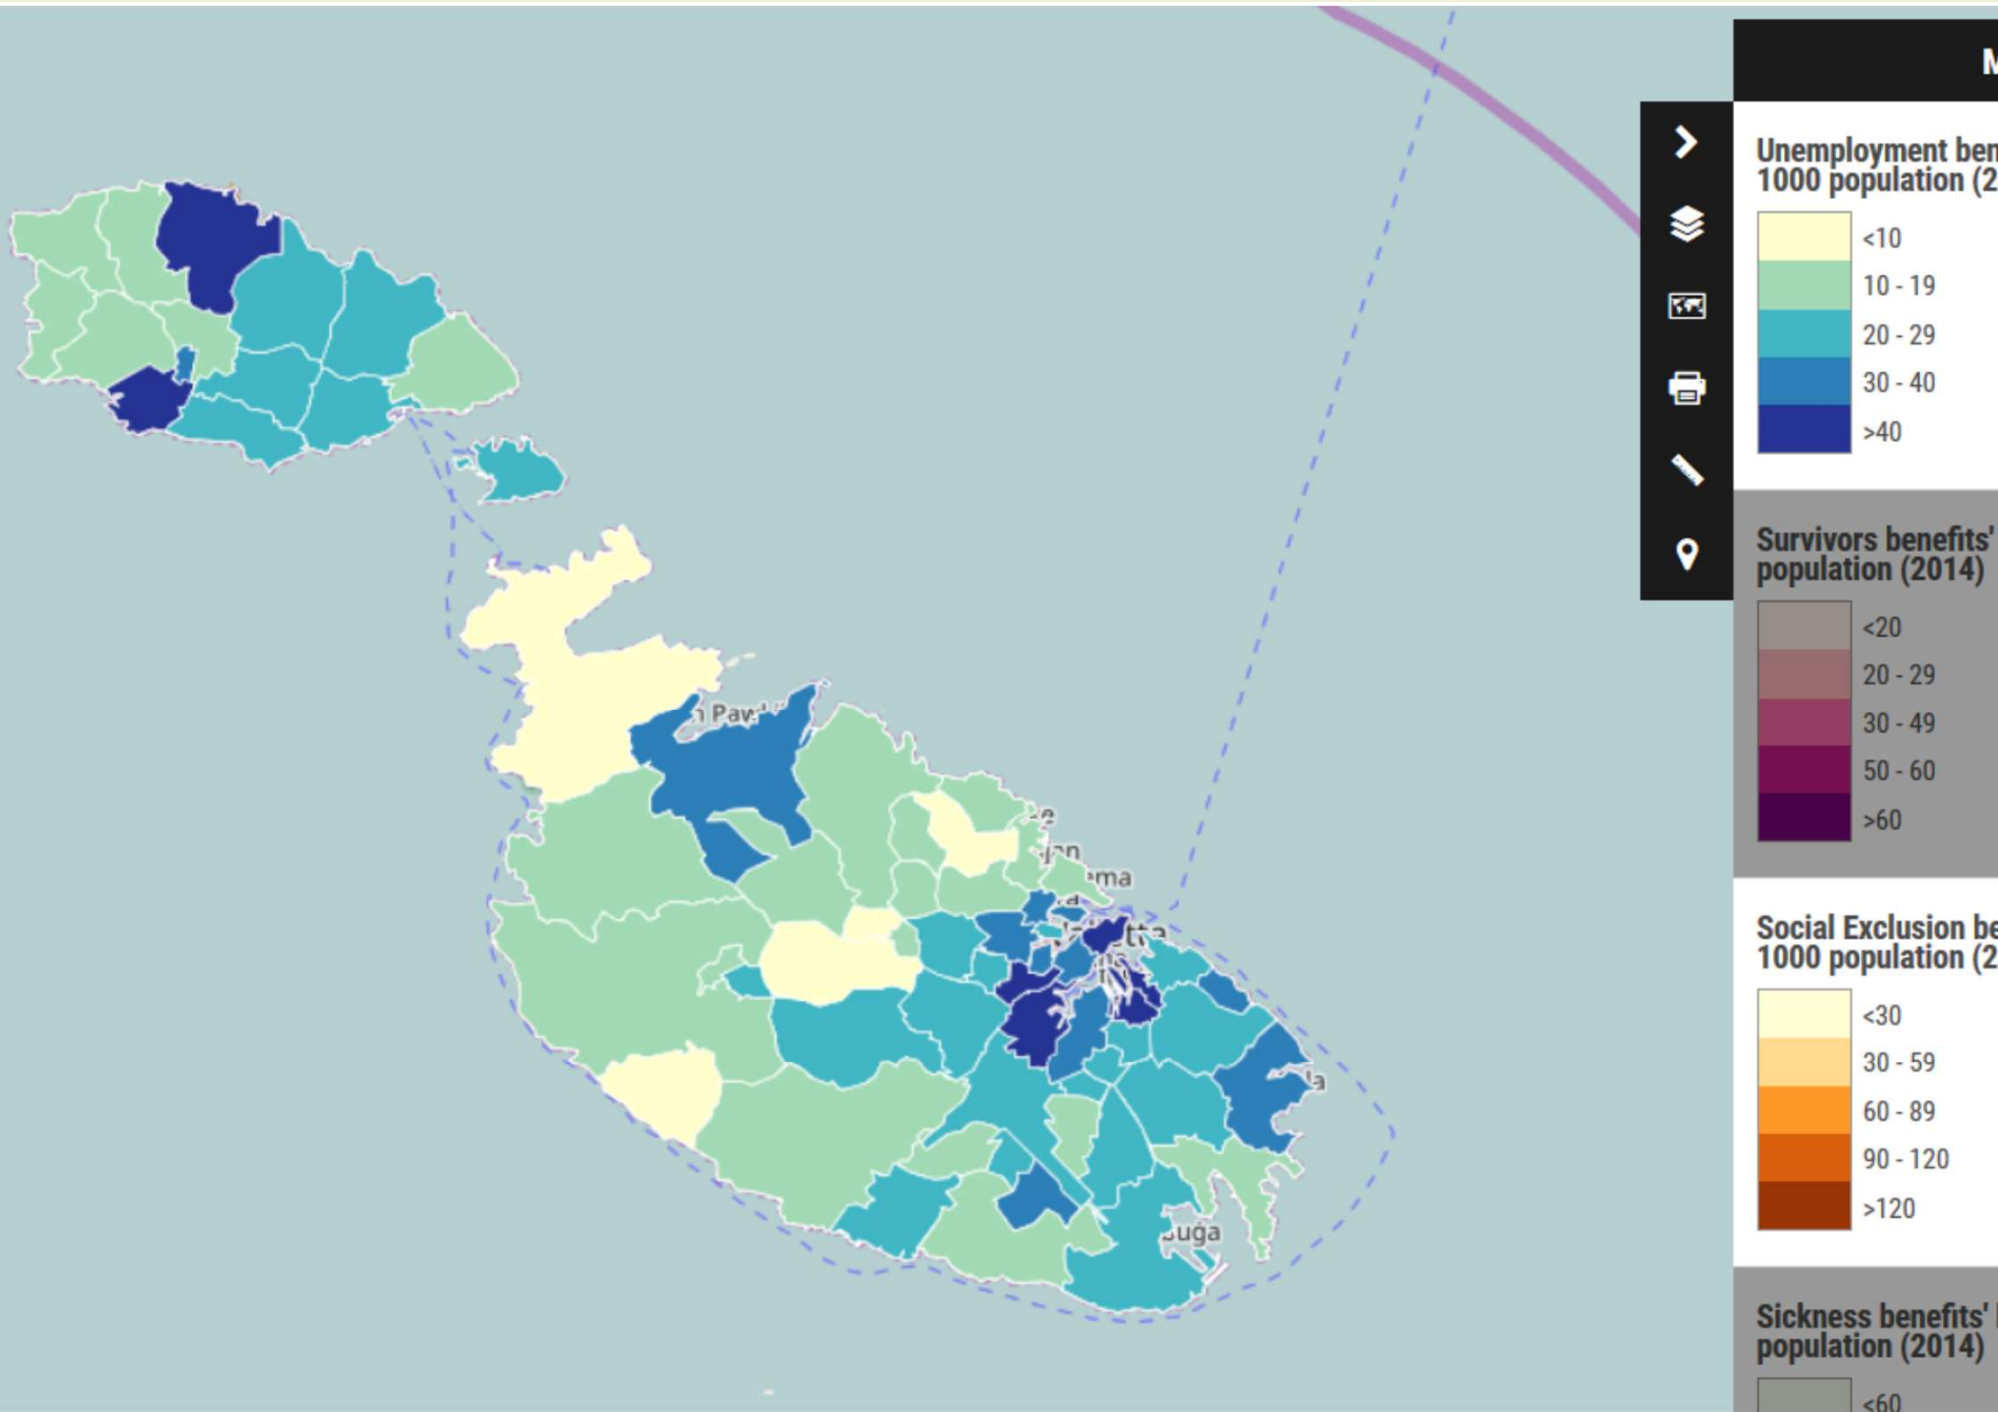 M
Unemployment ben
1000 population (2
<10
10 - 19
20 - 29
30 - 40
>40
Survivors benefits'
population (2014)
<20
20 - 29
30 - 49
50 - 60
>60
Social Exclusion be
1000 population (2
<30
30 - 59
60 - 89
90 - 120
>120
Sickness benefits'
population (2014)
<60